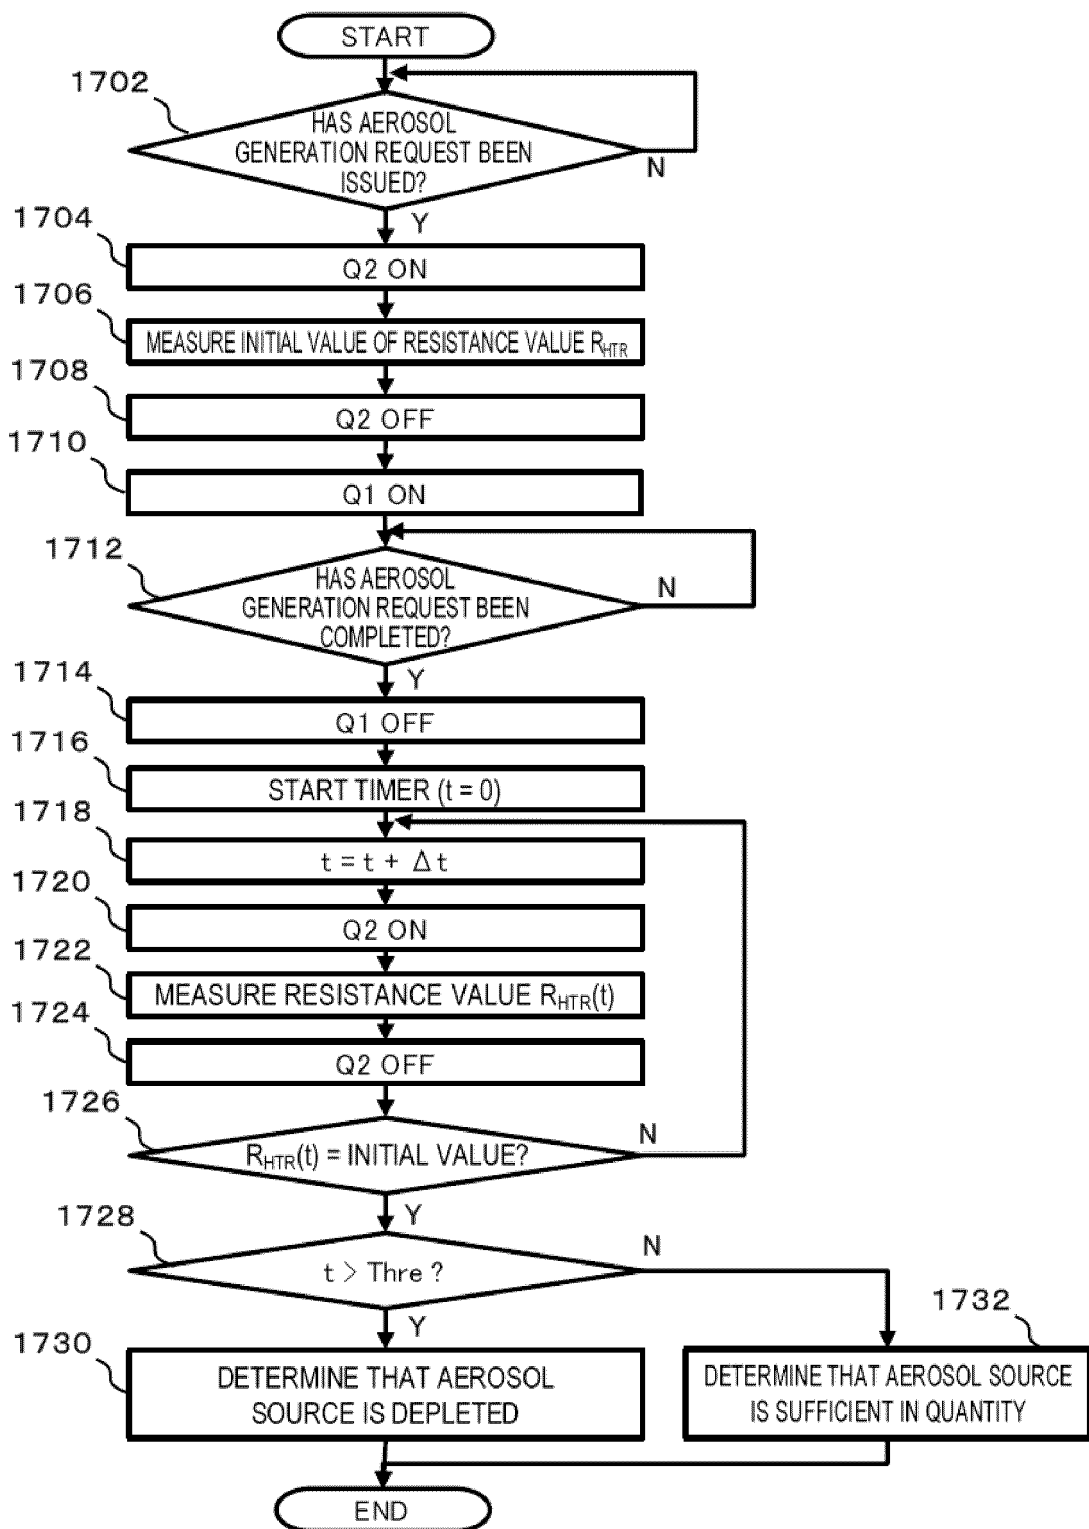 START
1702
HAS AEROSOL
GENERATION REQUEST BEEN
ISSUED?
N
Y
1704
Q2 ON
1706
MEASURE INITIAL VALUE OF RESISTANCE VALUE RHTR
1708
Q2 OFF
1710
Q1 ON
1712
HAS AEROSOL
GENERATION REQUEST BEEN
COMPLETED?
N
Y
1714
Q1 OFF
1716
START TIMER (t = 0)
1718
t = t + Δt
1720
Q2 ON
1722
MEASURE RESISTANCE VALUE RHTR(t)
1724
Q2 OFF
1726
RHTR(t) = INITIAL VALUE?
N
Y
1728
t > Thre ?
N
Y
1730
DETERMINE THAT AEROSOL
SOURCE IS DEPLETED
1732
DETERMINE THAT AEROSOL SOURCE
IS SUFFICIENT IN QUANTITY
END